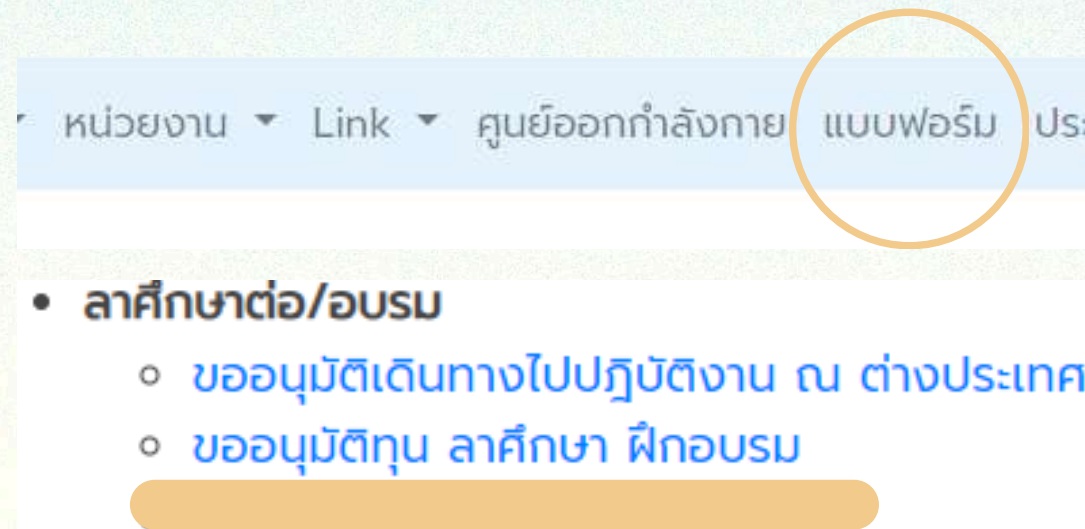 หน่วยงาน Link ศูนย์ออกกำลังกาย แบบฟอร์ม
ลาศึกษาต่อ/อบรม
ขออนุมัติเดินทางไปปฎิบัติงาน ณ ต่างประเทศ
ขออนุมัติทุน ลาศึกษา ฝึกอบรม